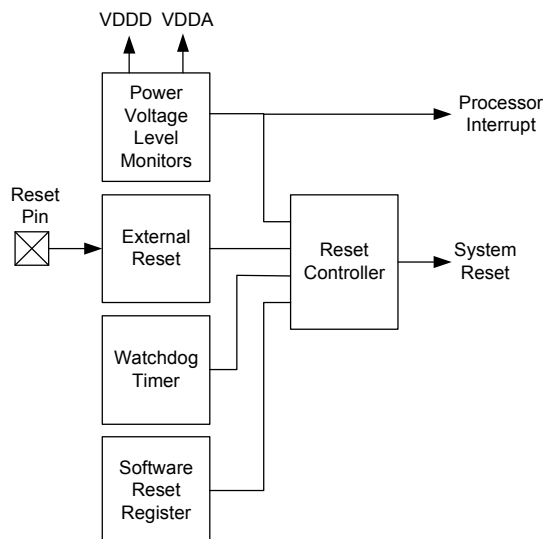 VDDD VDDA
Power
Voltage
Level
Monitors
Processor
Interrupt
Reset
Pin
External
Reset
Reset
Controller
System
Reset
Watchdog
Timer
Software
Reset
Register